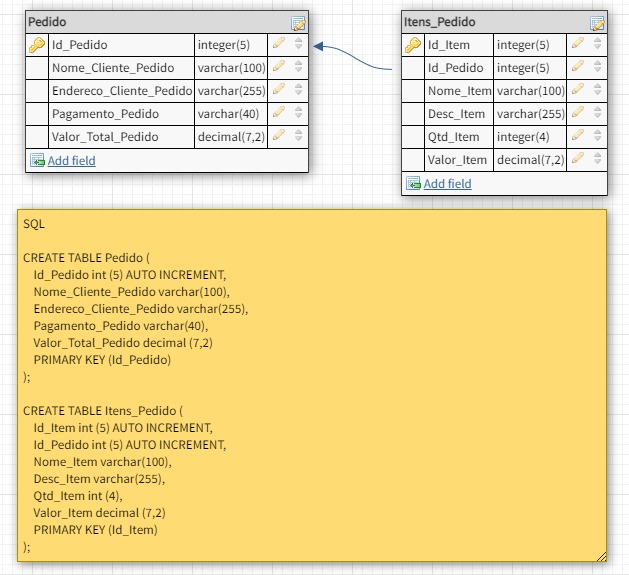 Pedido
Id_Pedido integer(5)
Nome_Cliente_Pedido varchar(100)
Endereco_Cliente_Pedido varchar(255)
Pagamento_Pedido varchar(40)
Valor_Total_Pedido decimal(7,2)
Add field
Itens_Pedido
Id_Item integer(5)
Id_Pedido integer(5)
Nome_Item varchar(100)
Desc_Item varchar(255)
Qtd_Item integer(4)
Valor_Item decimal(7,2)
Add field
SQL
CREATE TABLE Pedido (
Id_Pedido int (5) AUTO INCREMENT,
Nome_Cliente_Pedido varchar(100),
Endereco_Cliente_Pedido varchar(255),
Pagamento_Pedido varchar(40),
Valor_Total_Pedido decimal (7,2)
PRIMARY KEY (Id_Pedido)
);
CREATE TABLE Itens_Pedido (
Id_Item int (5) AUTO INCREMENT,
Id_Pedido int (5) AUTO INCREMENT,
Nome_Item varchar(100),
Desc_Item varchar(255),
Qtd_Item int (4),
Valor_Item decimal (7,2)
PRIMARY KEY (Id_Item)
);